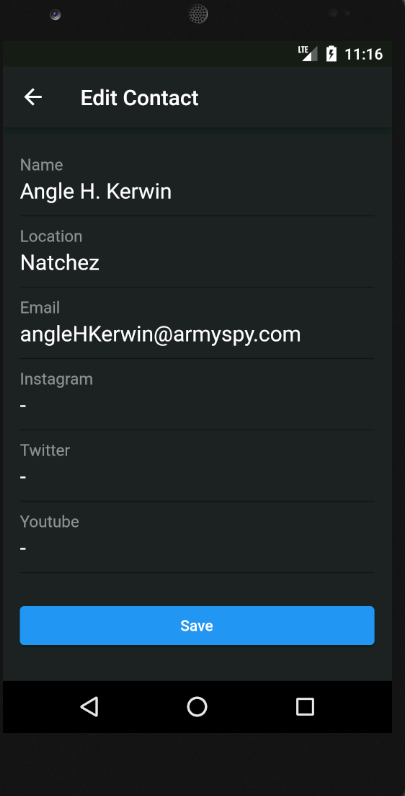 LTE 11:16
Edit Contact
Name
Angle H. Kerwin
Location
Natchez
Email
angleHKerwin@armyspy.com
Instagram
-
Twitter
-
Youtube
-
Save